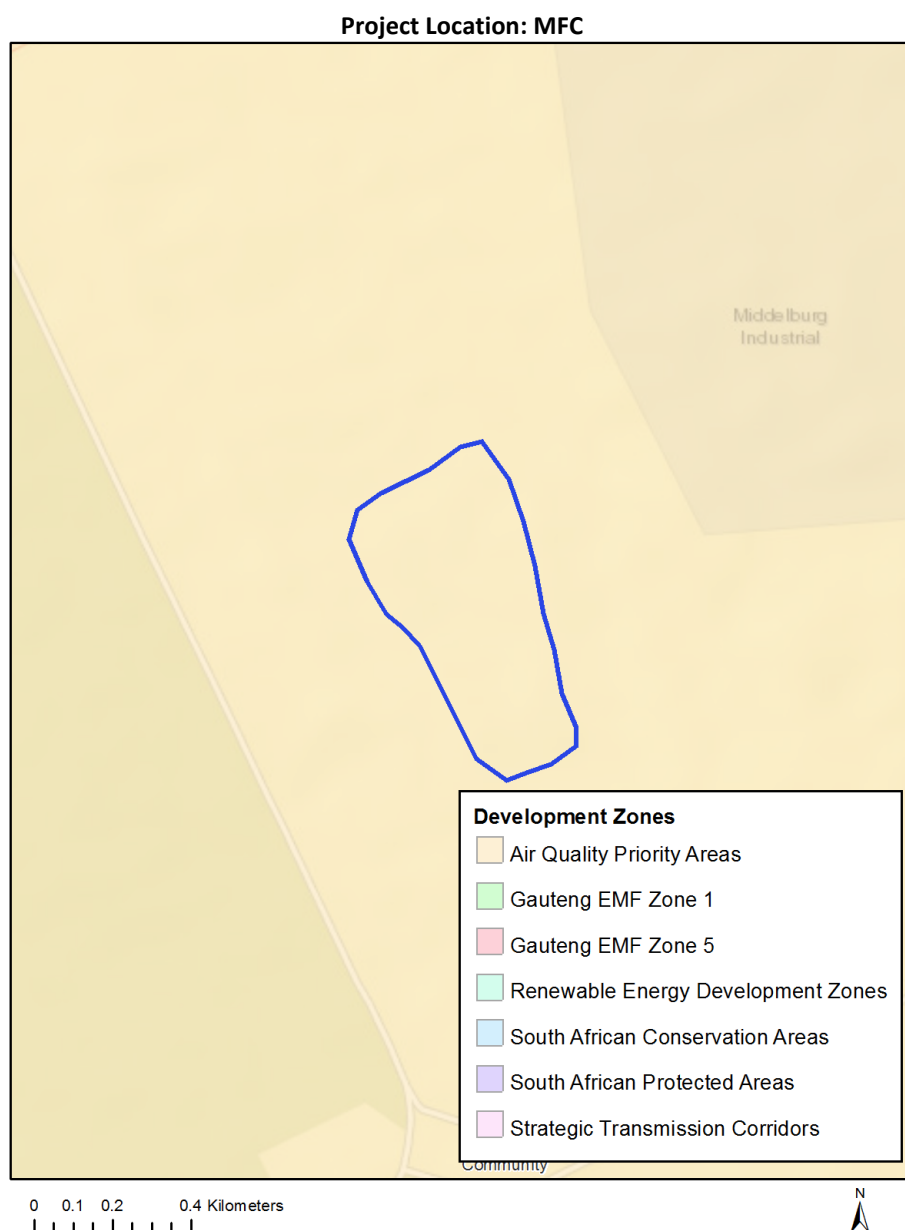 Project Location: MFC
Middelburg
Industrial
Development Zones
Air Quality Priority Areas
Gauteng EMF Zone 1
Gauteng EMF Zone 5
Renewable Energy Development Zones
South African Conservation Areas
South African Protected Areas
Strategic Transmission Corridors
Community
0 0.1 0.2 0.4 Kilometers
N